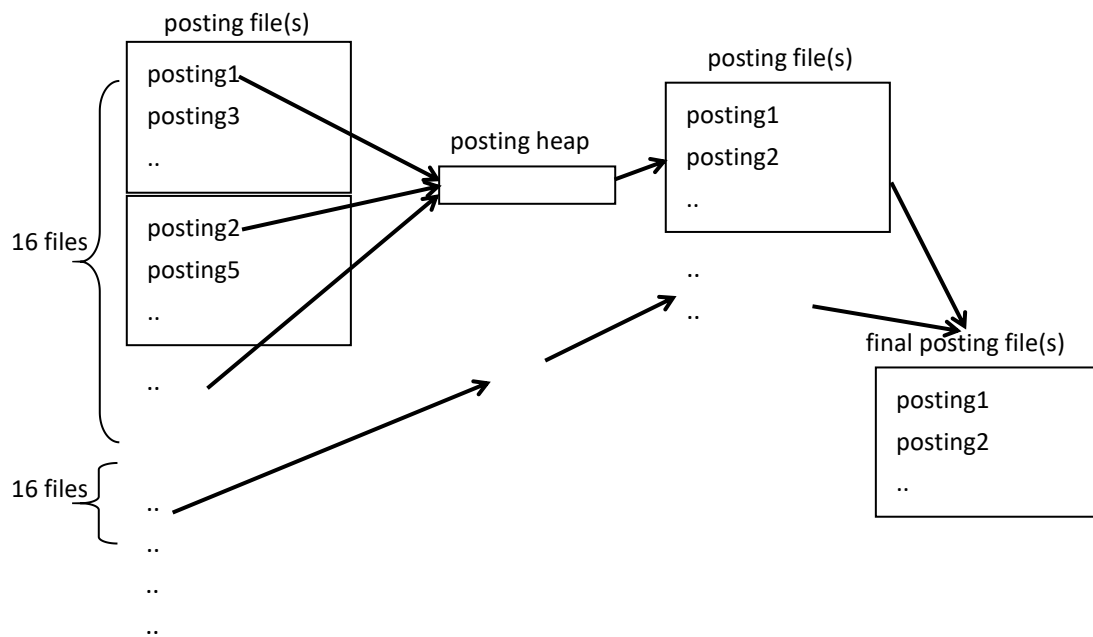 posting file(s)
posting1
posting3
..
16 files
posting2
posting5
..
..
posting heap
posting file(s)
posting1
posting2
..
..
..
final posting file(s)
posting1
posting2
..
16 files
..
..
..
..